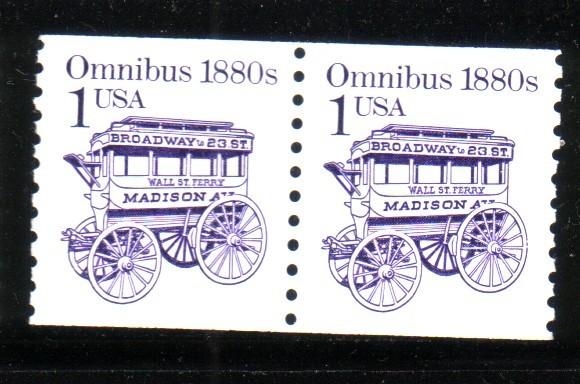 Omnibus 1880s
1 USA
BROADWAY to 23 ST.
WALL ST. FERRY
MADISON AV.
Omnibus 1880s
1 USA
BROADWAY to 23 ST.
WALL ST. FERRY
MADISON AV.